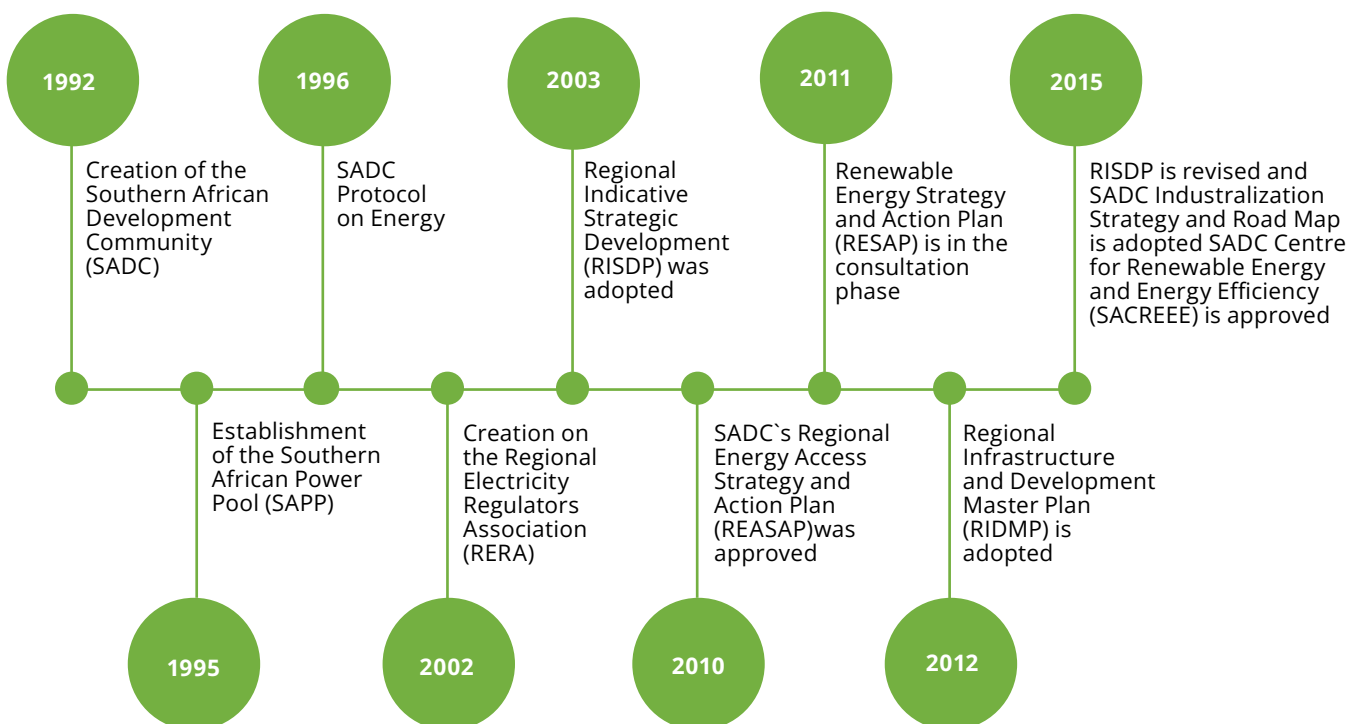 1992
Creation of the
Southern African
Development
Community
(SADC)
1995
Establishment
of the Southern
African Power
Pool (SAPP)
1996
SADC
Protocol
on Energy
2002
Creation on
the Regional
Electricity
Regulators
Association
(RERA)
2003
Regional
Indicative
Strategic
Development
(RISDP) was
adopted
2010
SADC`s Regional
Energy Access
Strategy and
Action Plan
(REASAP)was
approved
2011
Renewable
Energy Strategy
and Action Plan
(RESAP) is in the
consultation
phase
2012
Regional
Infrastructure
and Development
Master Plan
(RIDMP) is
adopted
2015
RISDP is revised and
SADC Industralization
Strategy and Road Map
is adopted SADC Centre
for Renewable Energy
and Energy Efficiency
(SACREEE) is approved